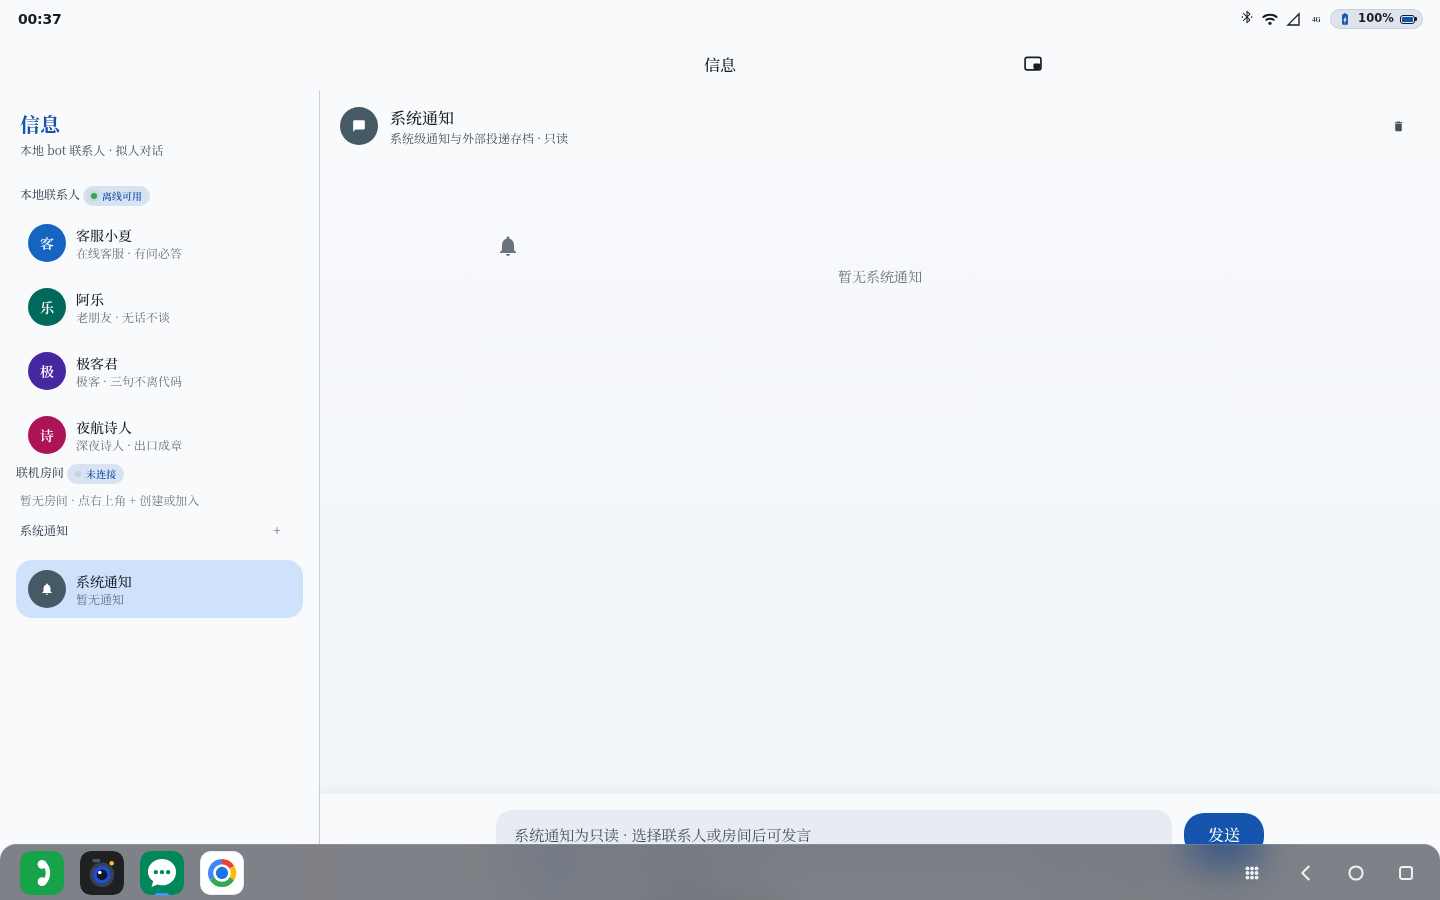 00:37
4G
100%
信息
信息
本地 bot 联系人 · 拟人对话
本地联系人 离线可用
客
客服小夏
在线客服 · 有问必答
乐
阿乐
老朋友 · 无话不谈
极
极客君
极客 · 三句不离代码
诗
夜航诗人
深夜诗人 · 出口成章
联机房间 未连接
暂无房间 · 点右上角 + 创建或加入
系统通知 +
系统通知
暂无通知
系统通知
系统级通知与外部投递存档 · 只读
暂无系统通知
系统通知为只读 · 选择联系人或房间后可发言
发送